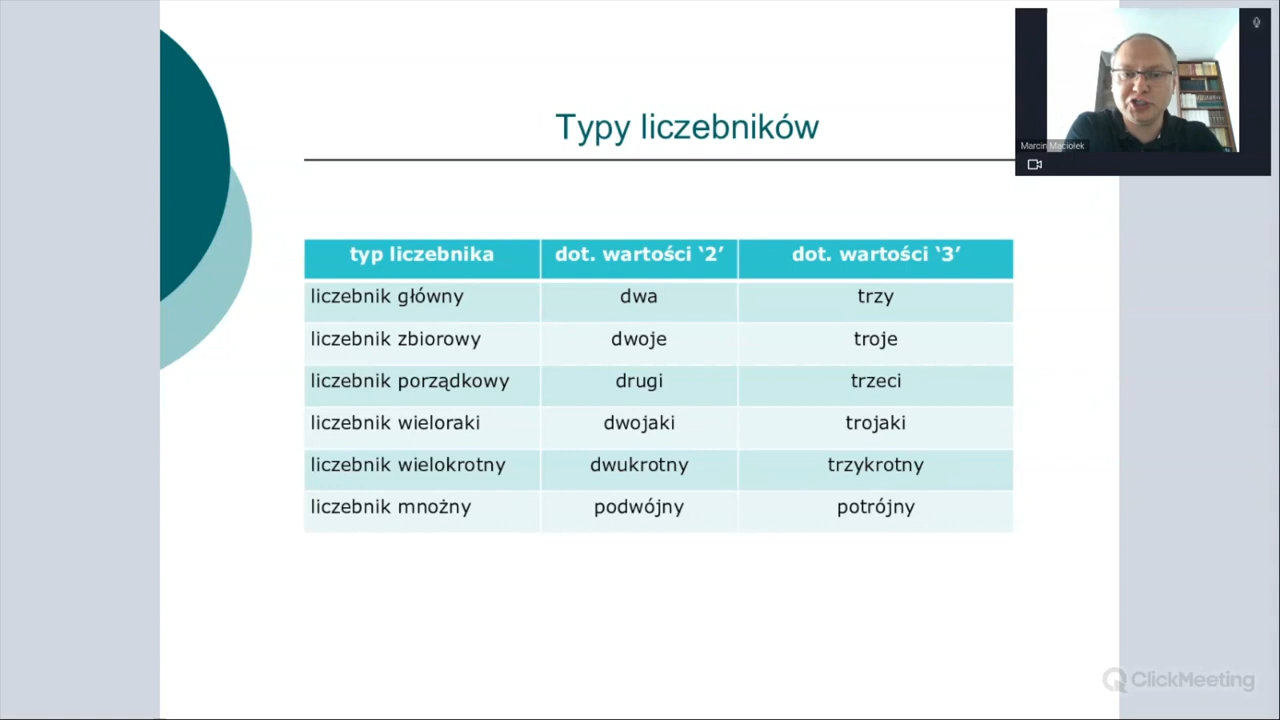 Typy liczebników
Marcin Maciołek
typ liczebnika dot. wartości ‘2’ dot. wartości ‘3’
liczebnik główny dwa trzy
liczebnik zbiorowy dwoje troje
liczebnik porządkowy drugi trzeci
liczebnik wieloraki dwojaki trojaki
liczebnik wielokrotny dwukrotny trzykrotny
liczebnik mnożny podwójny potrójny
ClickMeeting